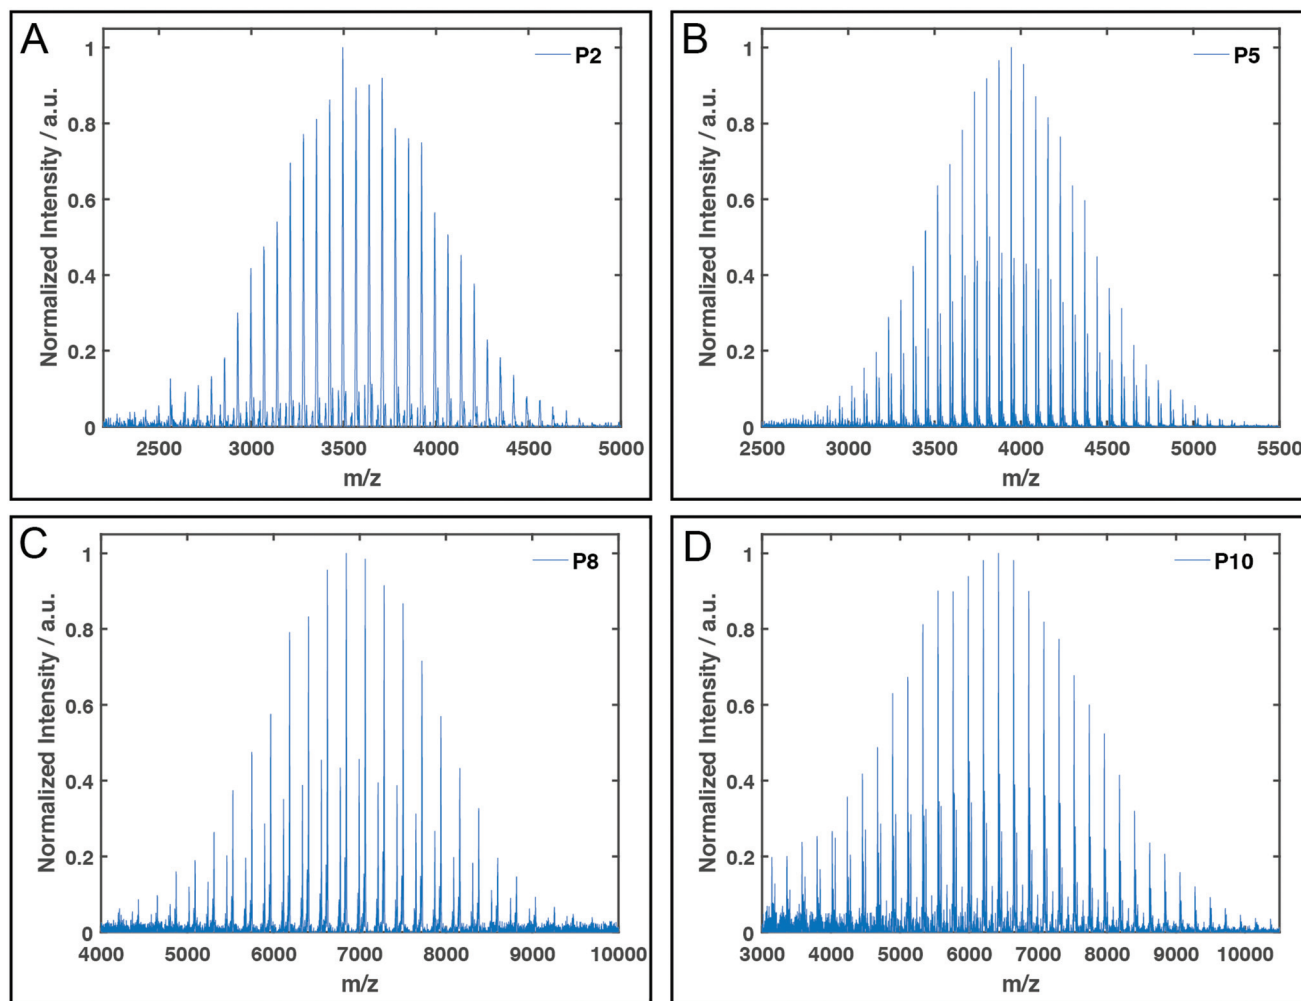 A
P2
1
0.8
0.6
0.4
0.2
0
Normalized Intensity / a.u.
2500 3000 3500 4000 4500 5000
m/z
B
P5
1
0.8
0.6
0.4
0.2
0
Normalized Intensity / a.u.
2500 3000 3500 4000 4500 5000 5500
m/z
C
P8
1
0.8
0.6
0.4
0.2
0
Normalized Intensity / a.u.
4000 5000 6000 7000 8000 9000 10000
m/z
D
P10
1
0.8
0.6
0.4
0.2
0
Normalized Intensity / a.u.
3000 4000 5000 6000 7000 8000 9000 10000
m/z